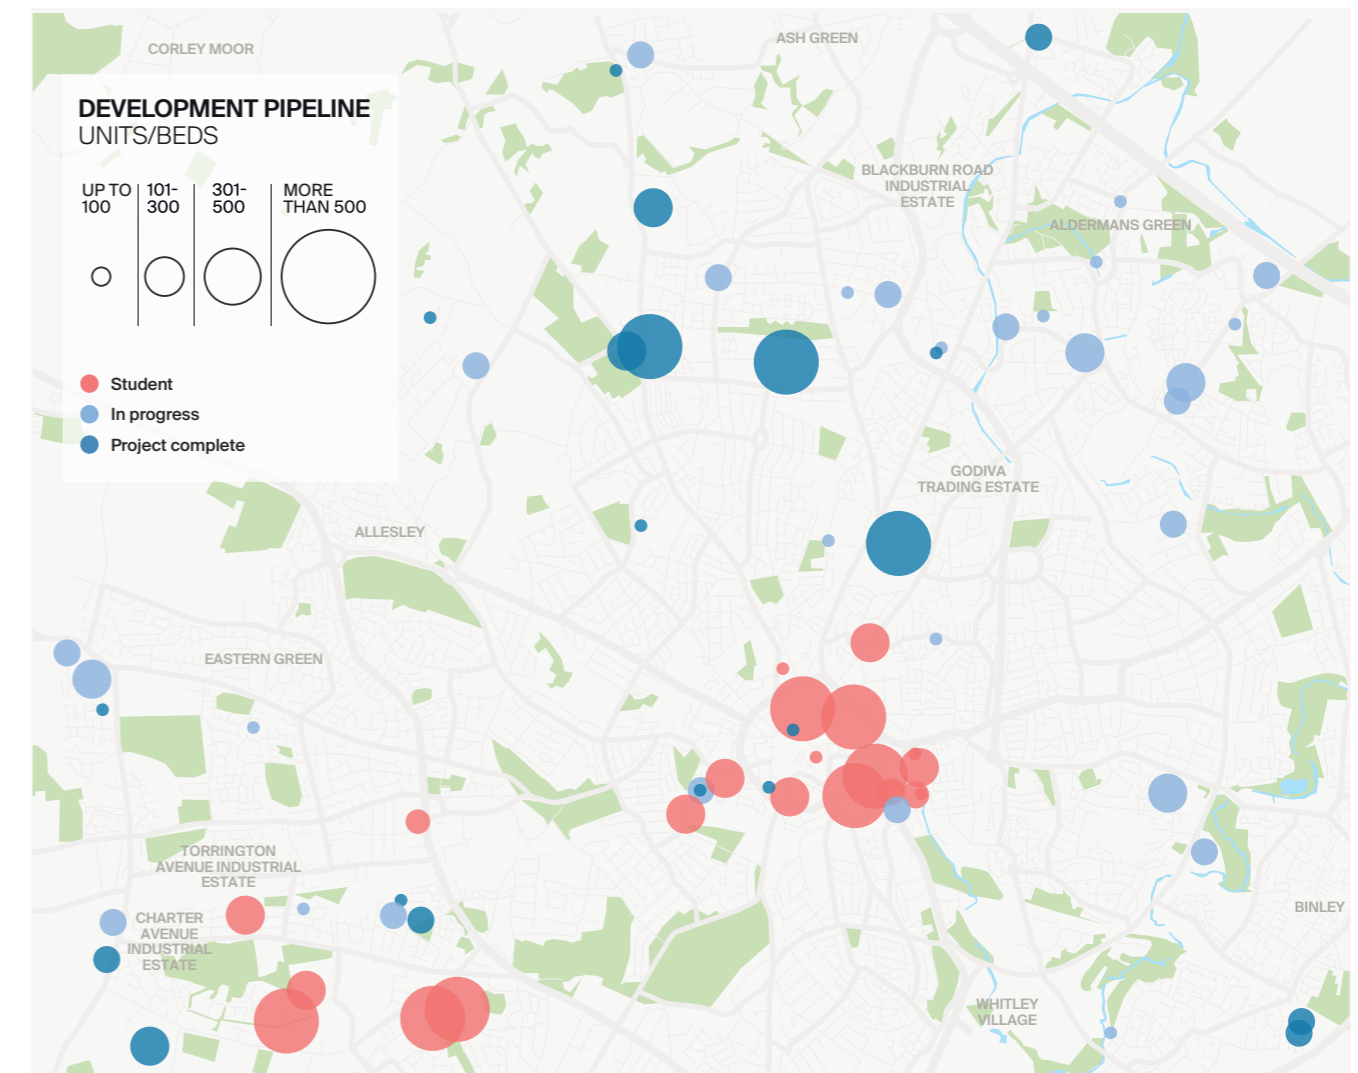 CORLEY MOOR
ASH GREEN
DEVELOPMENT PIPELINE
UNITS/BEDS
UP TO
100
101-
300
301-
500
MORE
THAN 500
Student
In progress
Project complete
BLACKBURN ROAD
INDUSTRIAL
ESTATE
ALDERMANS GREEN
GODIVA
TRADING ESTATE
ALLESLEY
EASTERN GREEN
TORRINGTON
AVENUE INDUSTRIAL
ESTATE
CHARTER
AVENUE
INDUSTRIAL
ESTATE
BINLEY
WHITLEY
VILLAGE